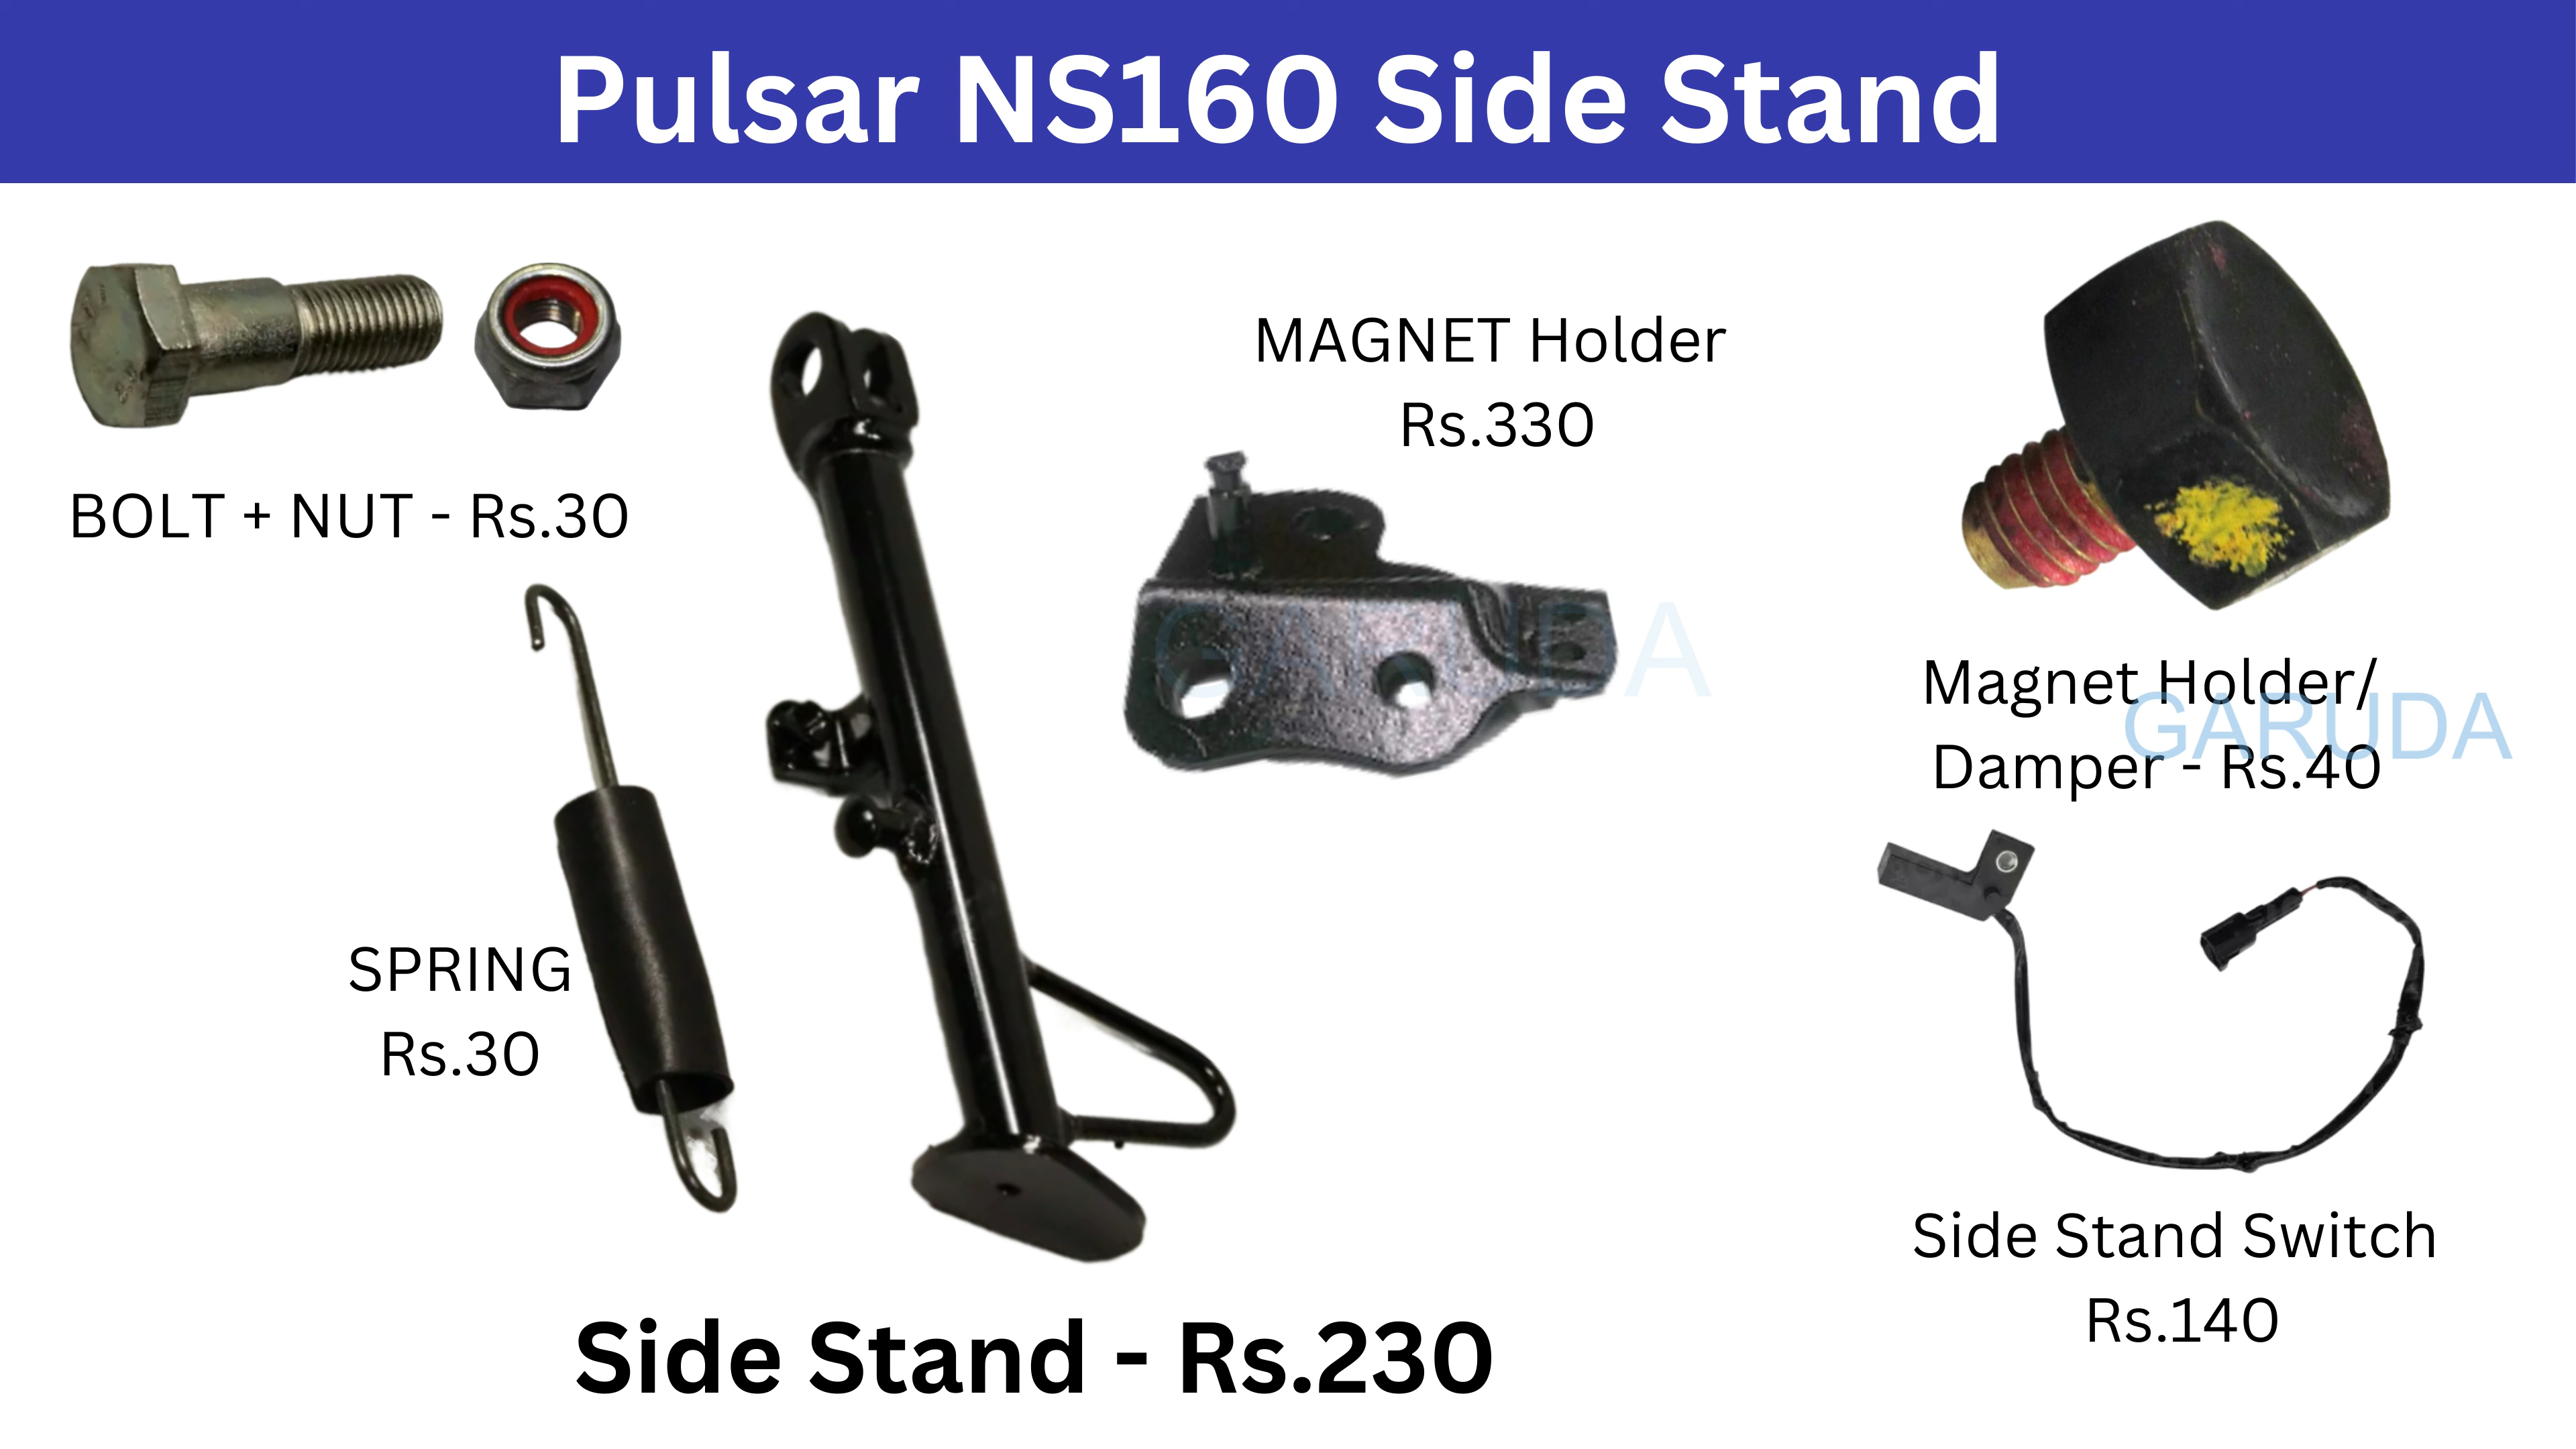 Pulsar NS160 Side Stand
BOLT + NUT - Rs.30
MAGNET Holder
Rs.330
GARUDA
Magnet Holder/
Damper - Rs.40
GARUDA
SPRING
Rs.30
Side Stand Switch
Rs.140
Side Stand - Rs.230